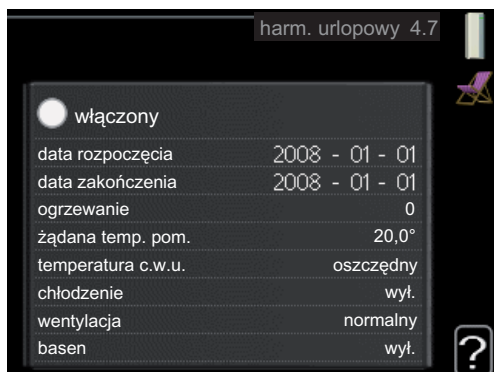 harm. urlopowy 4.7
włączony
data rozpoczęcia 2008 - 01 - 01
data zakończenia 2008 - 01 - 01
ogrzewanie 0
żądana temp. pom. 20,0°
temperatura c.w.u. oszczędny
chłodzenie wył.
wentylacja normalny
basen wył.
?